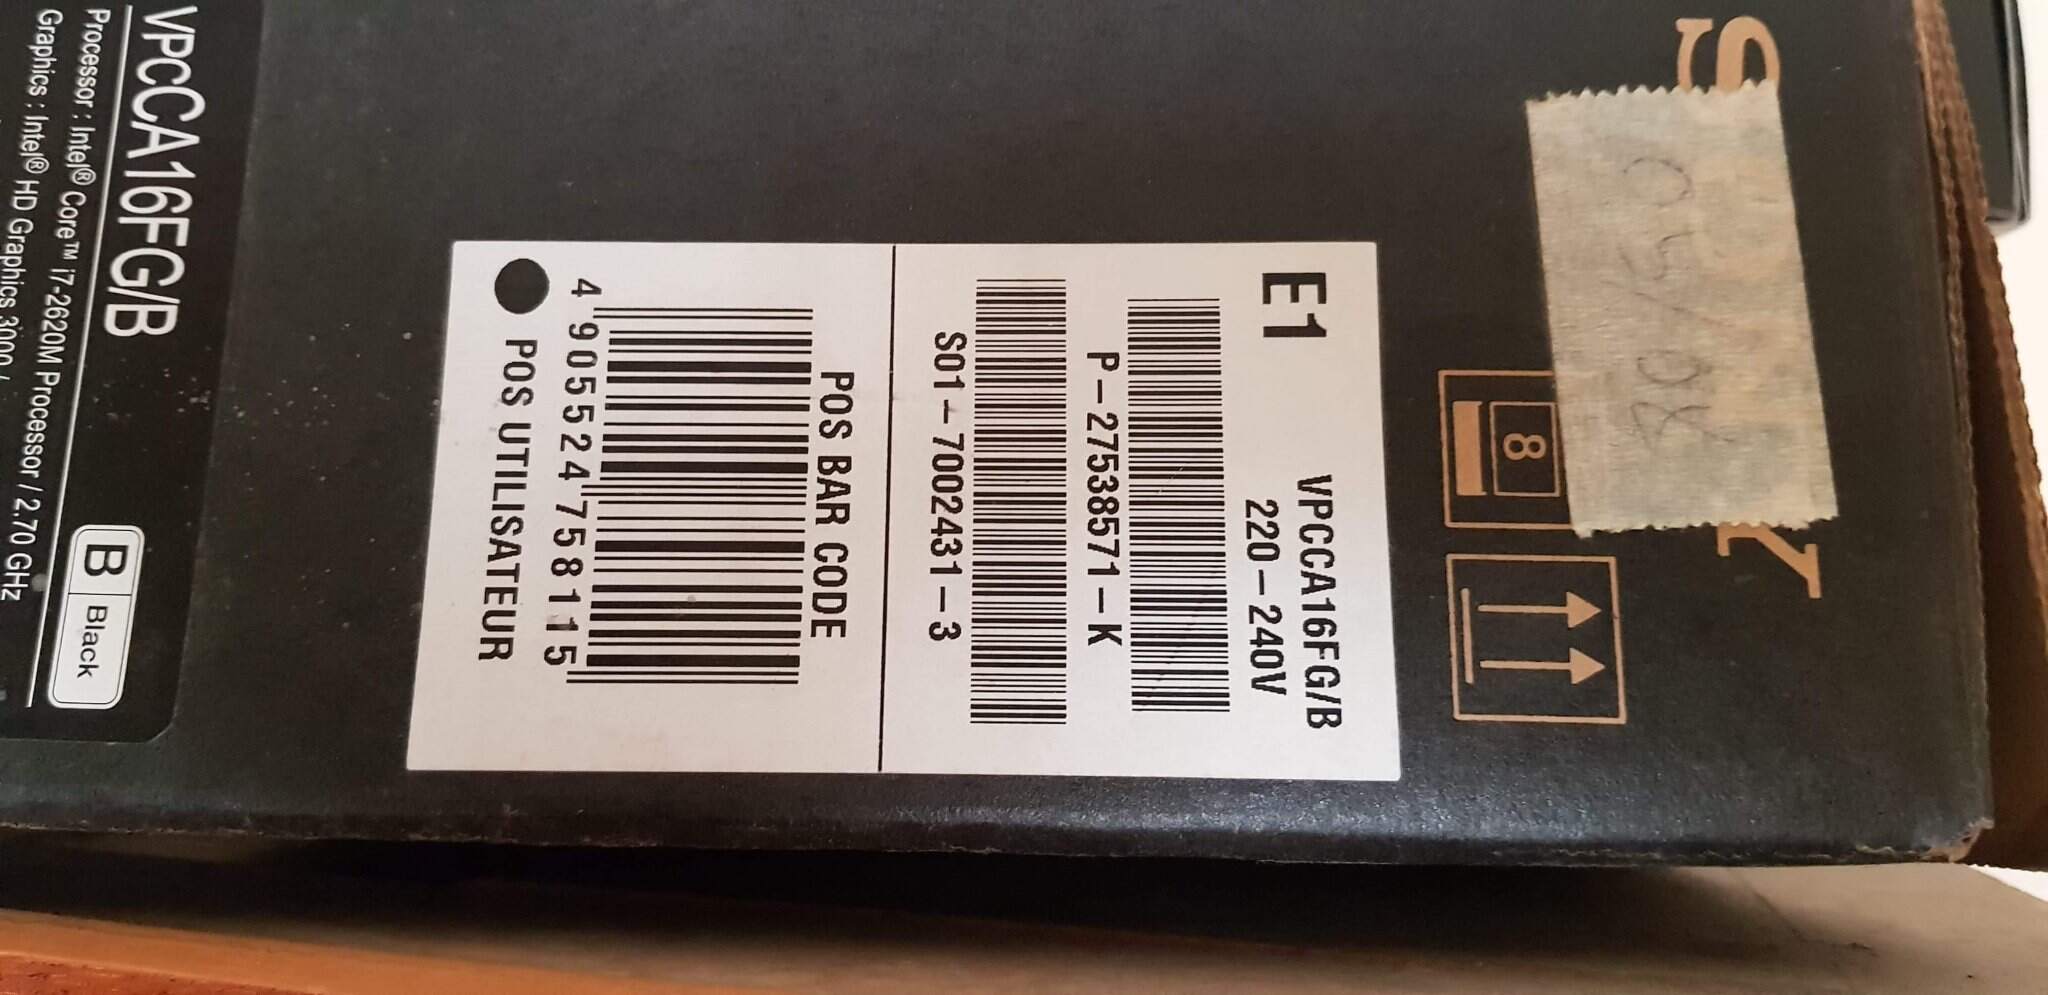 E1
VPCCA16FG/B
220-240V
P-27538571-K
S01-7002431-3
POS BAR CODE
4 905524 758115
POS UTILISATEUR
8
VPCCA16FG/B
B Black
Processor : Intel® Core™ i7-2620M Processor / 2.70 GHz
Graphics : Intel® HD Graphics 3000 /